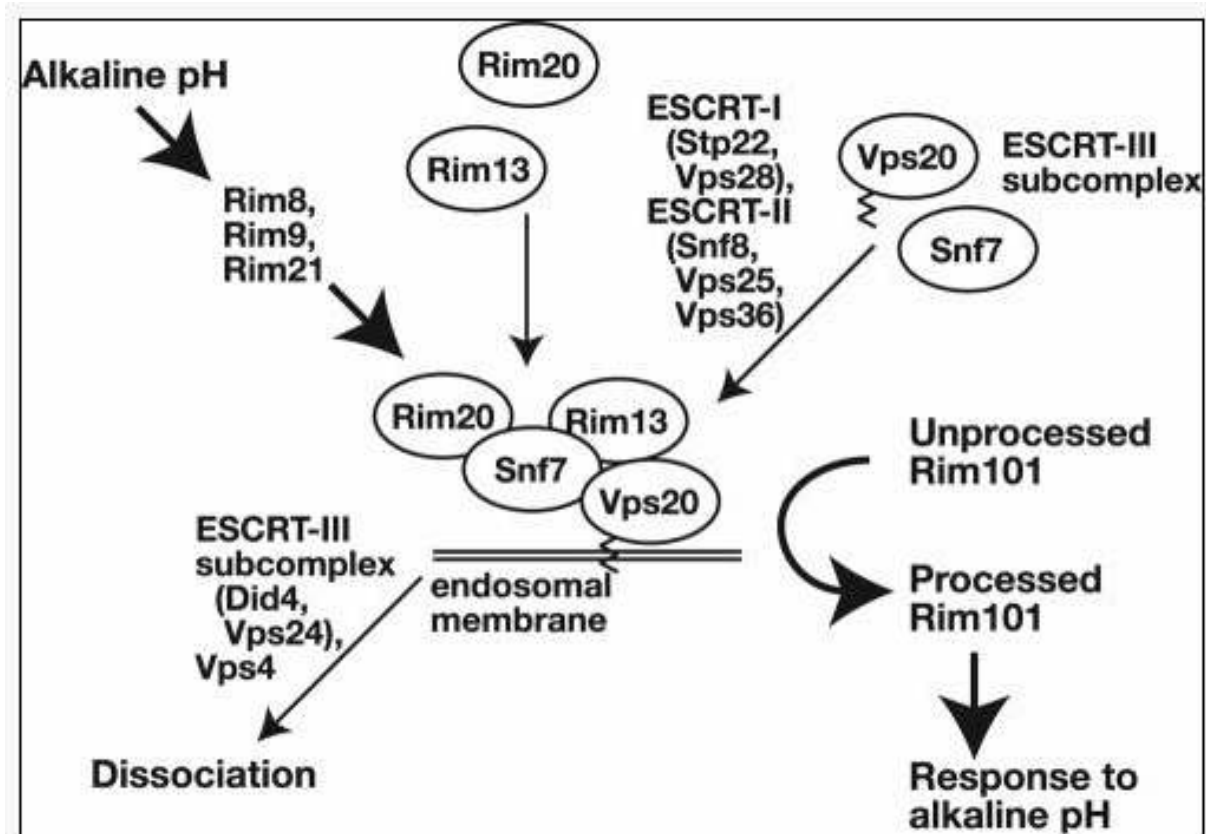 Alkaline pH
Rim20
Rim13
Rim8,
Rim9,
Rim21
ESCRT-I
(Stp22,
Vps28),
ESCRT-II
(Snf8,
Vps25,
Vps36)
Vps20
ESCRT-III
subcomplex
Snf7
Rim20
Rim13
Snf7
Vps20
endosomal
membrane
ESCRT-III
subcomplex
(Did4,
Vps24),
Vps4
Dissociation
Unprocessed
Rim101
Processed
Rim101
Response to
alkaline pH